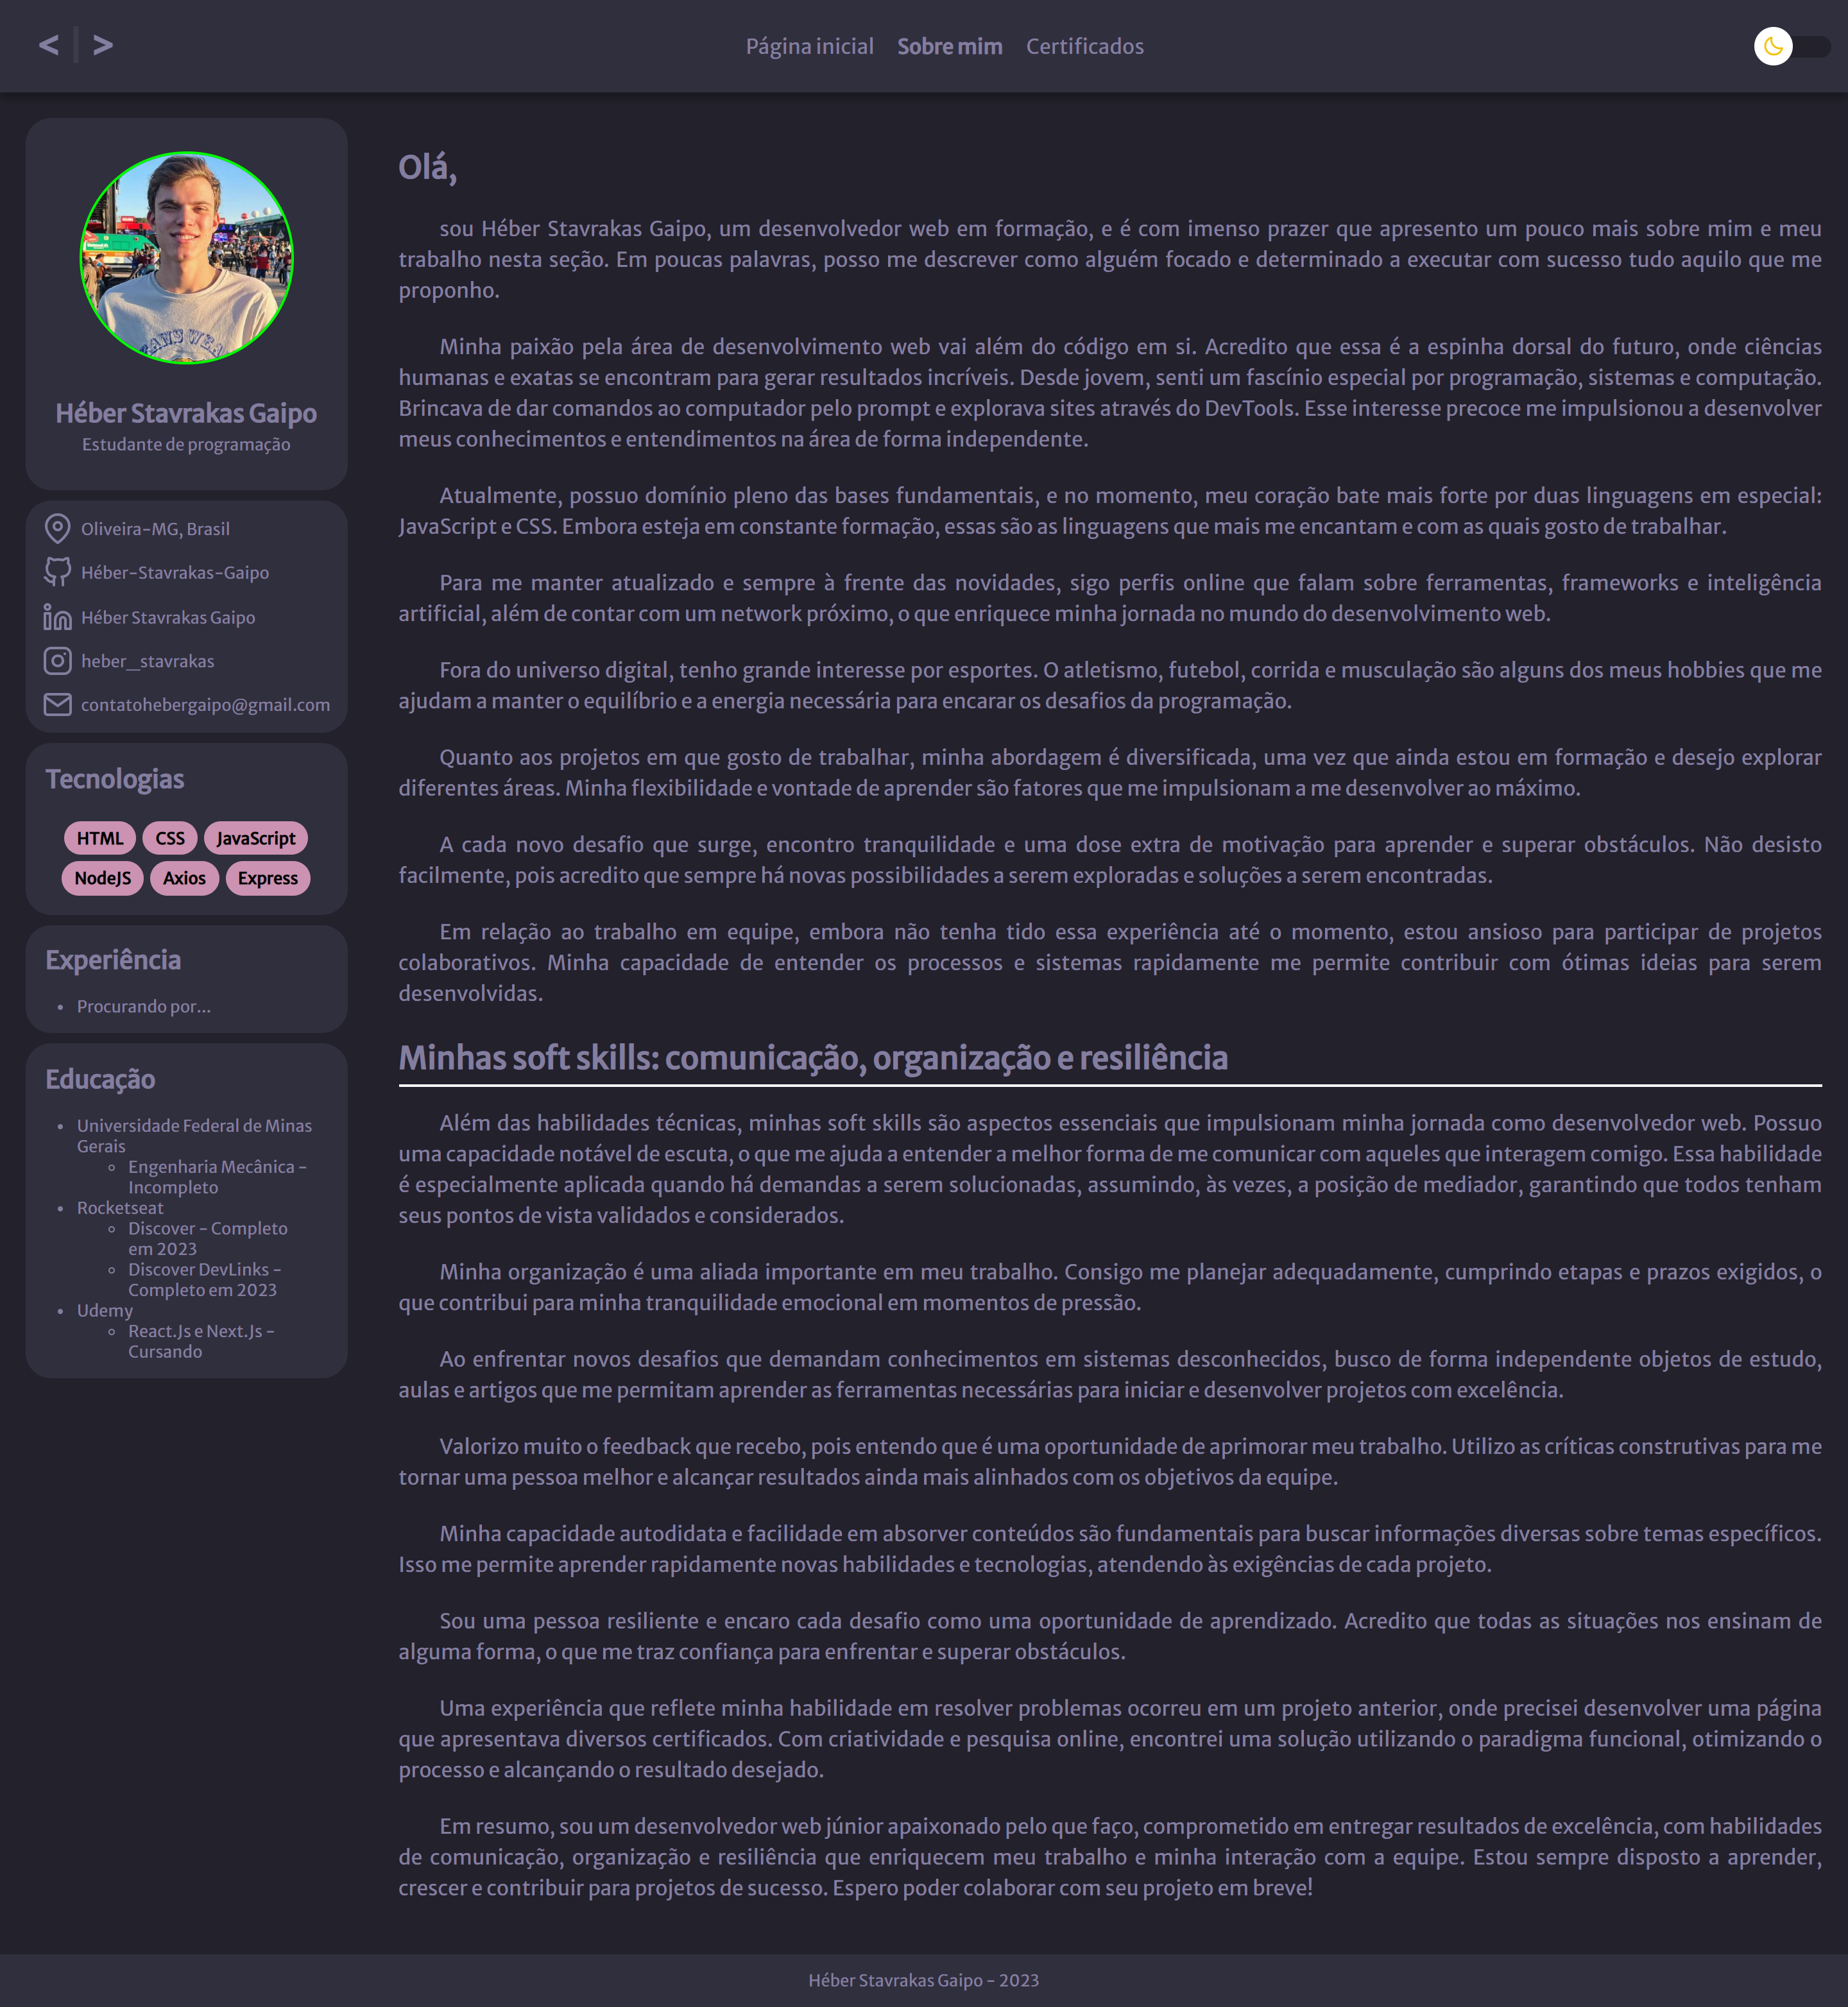 < | >
Página inicial Sobre mim Certificados
Héber Stavrakas Gaipo
Estudante de programação
Oliveira-MG, Brasil
Héber-Stavrakas-Gaipo
Héber Stavrakas Gaipo
heber_stavrakas
contatohebergaipo@gmail.com
Tecnologias
HTML CSS JavaScript
NodeJS Axios Express
Experiência
• Procurando por...
Educação
• Universidade Federal de Minas
Gerais
◦ Engenharia Mecânica -
Incompleto
• Rocketseat
◦ Discover - Completo
em 2023
◦ Discover DevLinks -
Completo em 2023
• Udemy
◦ React.Js e Next.Js -
Cursando
Olá,
sou Héber Stavrakas Gaipo, um desenvolvedor web em formação, e é com imenso prazer que apresento um pouco mais sobre mim e meu
trabalho nesta seção. Em poucas palavras, posso me descrever como alguém focado e determinado a executar com sucesso tudo aquilo que me
proponho.
Minha paixão pela área de desenvolvimento web vai além do código em si. Acredito que essa é a espinha dorsal do futuro, onde ciências
humanas e exatas se encontram para gerar resultados incríveis. Desde jovem, senti um fascínio especial por programação, sistemas e computação.
Brincava de dar comandos ao computador pelo prompt e explorava sites através do DevTools. Esse interesse precoce me impulsionou a desenvolver
meus conhecimentos e entendimentos na área de forma independente.
Atualmente, possuo domínio pleno das bases fundamentais, e no momento, meu coração bate mais forte por duas linguagens em especial:
JavaScript e CSS. Embora esteja em constante formação, essas são as linguagens que mais me encantam e com as quais gosto de trabalhar.
Para me manter atualizado e sempre à frente das novidades, sigo perfis online que falam sobre ferramentas, frameworks e inteligência
artificial, além de contar com um network próximo, o que enriquece minha jornada no mundo do desenvolvimento web.
Fora do universo digital, tenho grande interesse por esportes. O atletismo, futebol, corrida e musculação são alguns dos meus hobbies que me
ajudam a manter o equilíbrio e a energia necessária para encarar os desafios da programação.
Quanto aos projetos em que gosto de trabalhar, minha abordagem é diversificada, uma vez que ainda estou em formação e desejo explorar
diferentes áreas. Minha flexibilidade e vontade de aprender são fatores que me impulsionam a me desenvolver ao máximo.
A cada novo desafio que surge, encontro tranquilidade e uma dose extra de motivação para aprender e superar obstáculos. Não desisto
facilmente, pois acredito que sempre há novas possibilidades a serem exploradas e soluções a serem encontradas.
Em relação ao trabalho em equipe, embora não tenha tido essa experiência até o momento, estou ansioso para participar de projetos
colaborativos. Minha capacidade de entender os processos e sistemas rapidamente me permite contribuir com ótimas ideias para serem
desenvolvidas.
Minhas soft skills: comunicação, organização e resiliência
Além das habilidades técnicas, minhas soft skills são aspectos essenciais que impulsionam minha jornada como desenvolvedor web. Possuo
uma capacidade notável de escuta, o que me ajuda a entender a melhor forma de me comunicar com aqueles que interagem comigo. Essa habilidade
é especialmente aplicada quando há demandas a serem solucionadas, assumindo, às vezes, a posição de mediador, garantindo que todos tenham
seus pontos de vista validados e considerados.
Minha organização é uma aliada importante em meu trabalho. Consigo me planejar adequadamente, cumprindo etapas e prazos exigidos, o
que contribui para minha tranquilidade emocional em momentos de pressão.
Ao enfrentar novos desafios que demandam conhecimentos em sistemas desconhecidos, busco de forma independente objetos de estudo,
aulas e artigos que me permitam aprender as ferramentas necessárias para iniciar e desenvolver projetos com excelência.
Valorizo muito o feedback que recebo, pois entendo que é uma oportunidade de aprimorar meu trabalho. Utilizo as críticas construtivas para me
tornar uma pessoa melhor e alcançar resultados ainda mais alinhados com os objetivos da equipe.
Minha capacidade autodidata e facilidade em absorver conteúdos são fundamentais para buscar informações diversas sobre temas específicos.
Isso me permite aprender rapidamente novas habilidades e tecnologias, atendendo às exigências de cada projeto.
Sou uma pessoa resiliente e encaro cada desafio como uma oportunidade de aprendizado. Acredito que todas as situações nos ensinam de
alguma forma, o que me traz confiança para enfrentar e superar obstáculos.
Uma experiência que reflete minha habilidade em resolver problemas ocorreu em um projeto anterior, onde precisei desenvolver uma página
que apresentava diversos certificados. Com criatividade e pesquisa online, encontrei uma solução utilizando o paradigma funcional, otimizando o
processo e alcançando o resultado desejado.
Em resumo, sou um desenvolvedor web júnior apaixonado pelo que faço, comprometido em entregar resultados de excelência, com habilidades
de comunicação, organização e resiliência que enriquecem meu trabalho e minha interação com a equipe. Estou sempre disposto a aprender,
crescer e contribuir para projetos de sucesso. Espero poder colaborar com seu projeto em breve!
Héber Stavrakas Gaipo - 2023